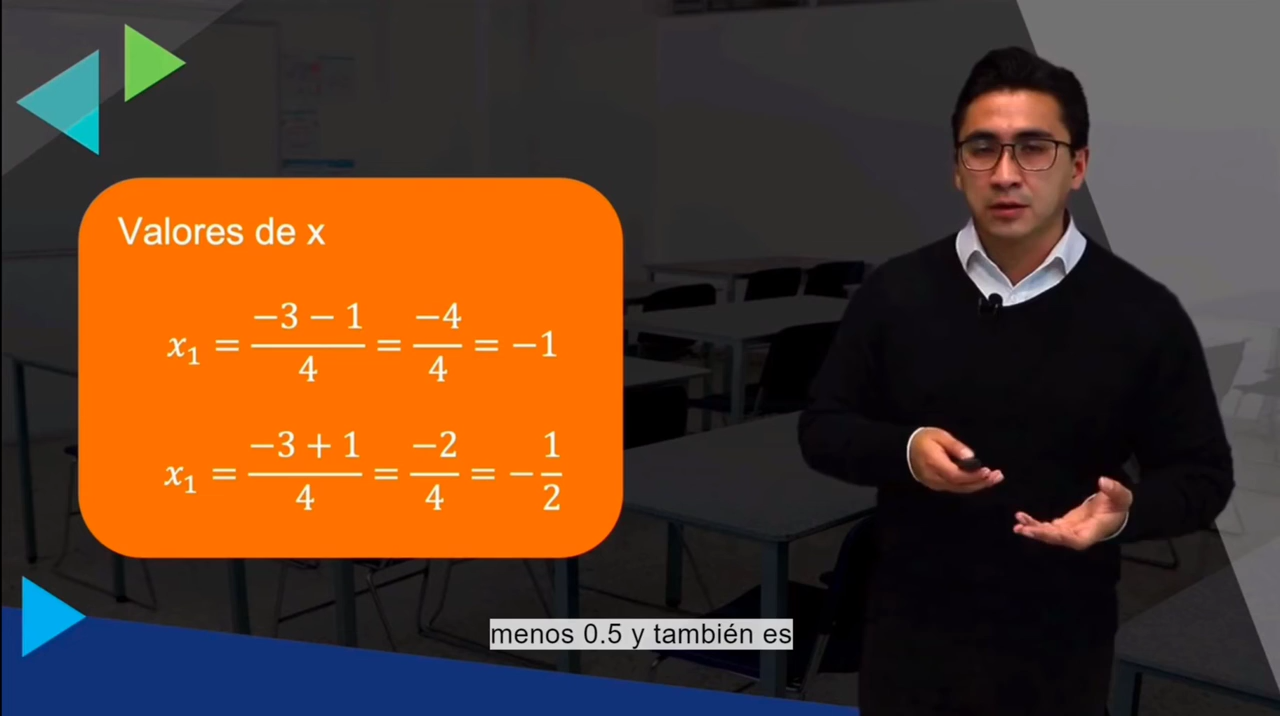 Valores de x
x₁ = (−3 − 1)/4 = −4/4 = −1
x₁ = (−3 + 1)/4 = −2/4 = −1/2
menos 0.5 y también es